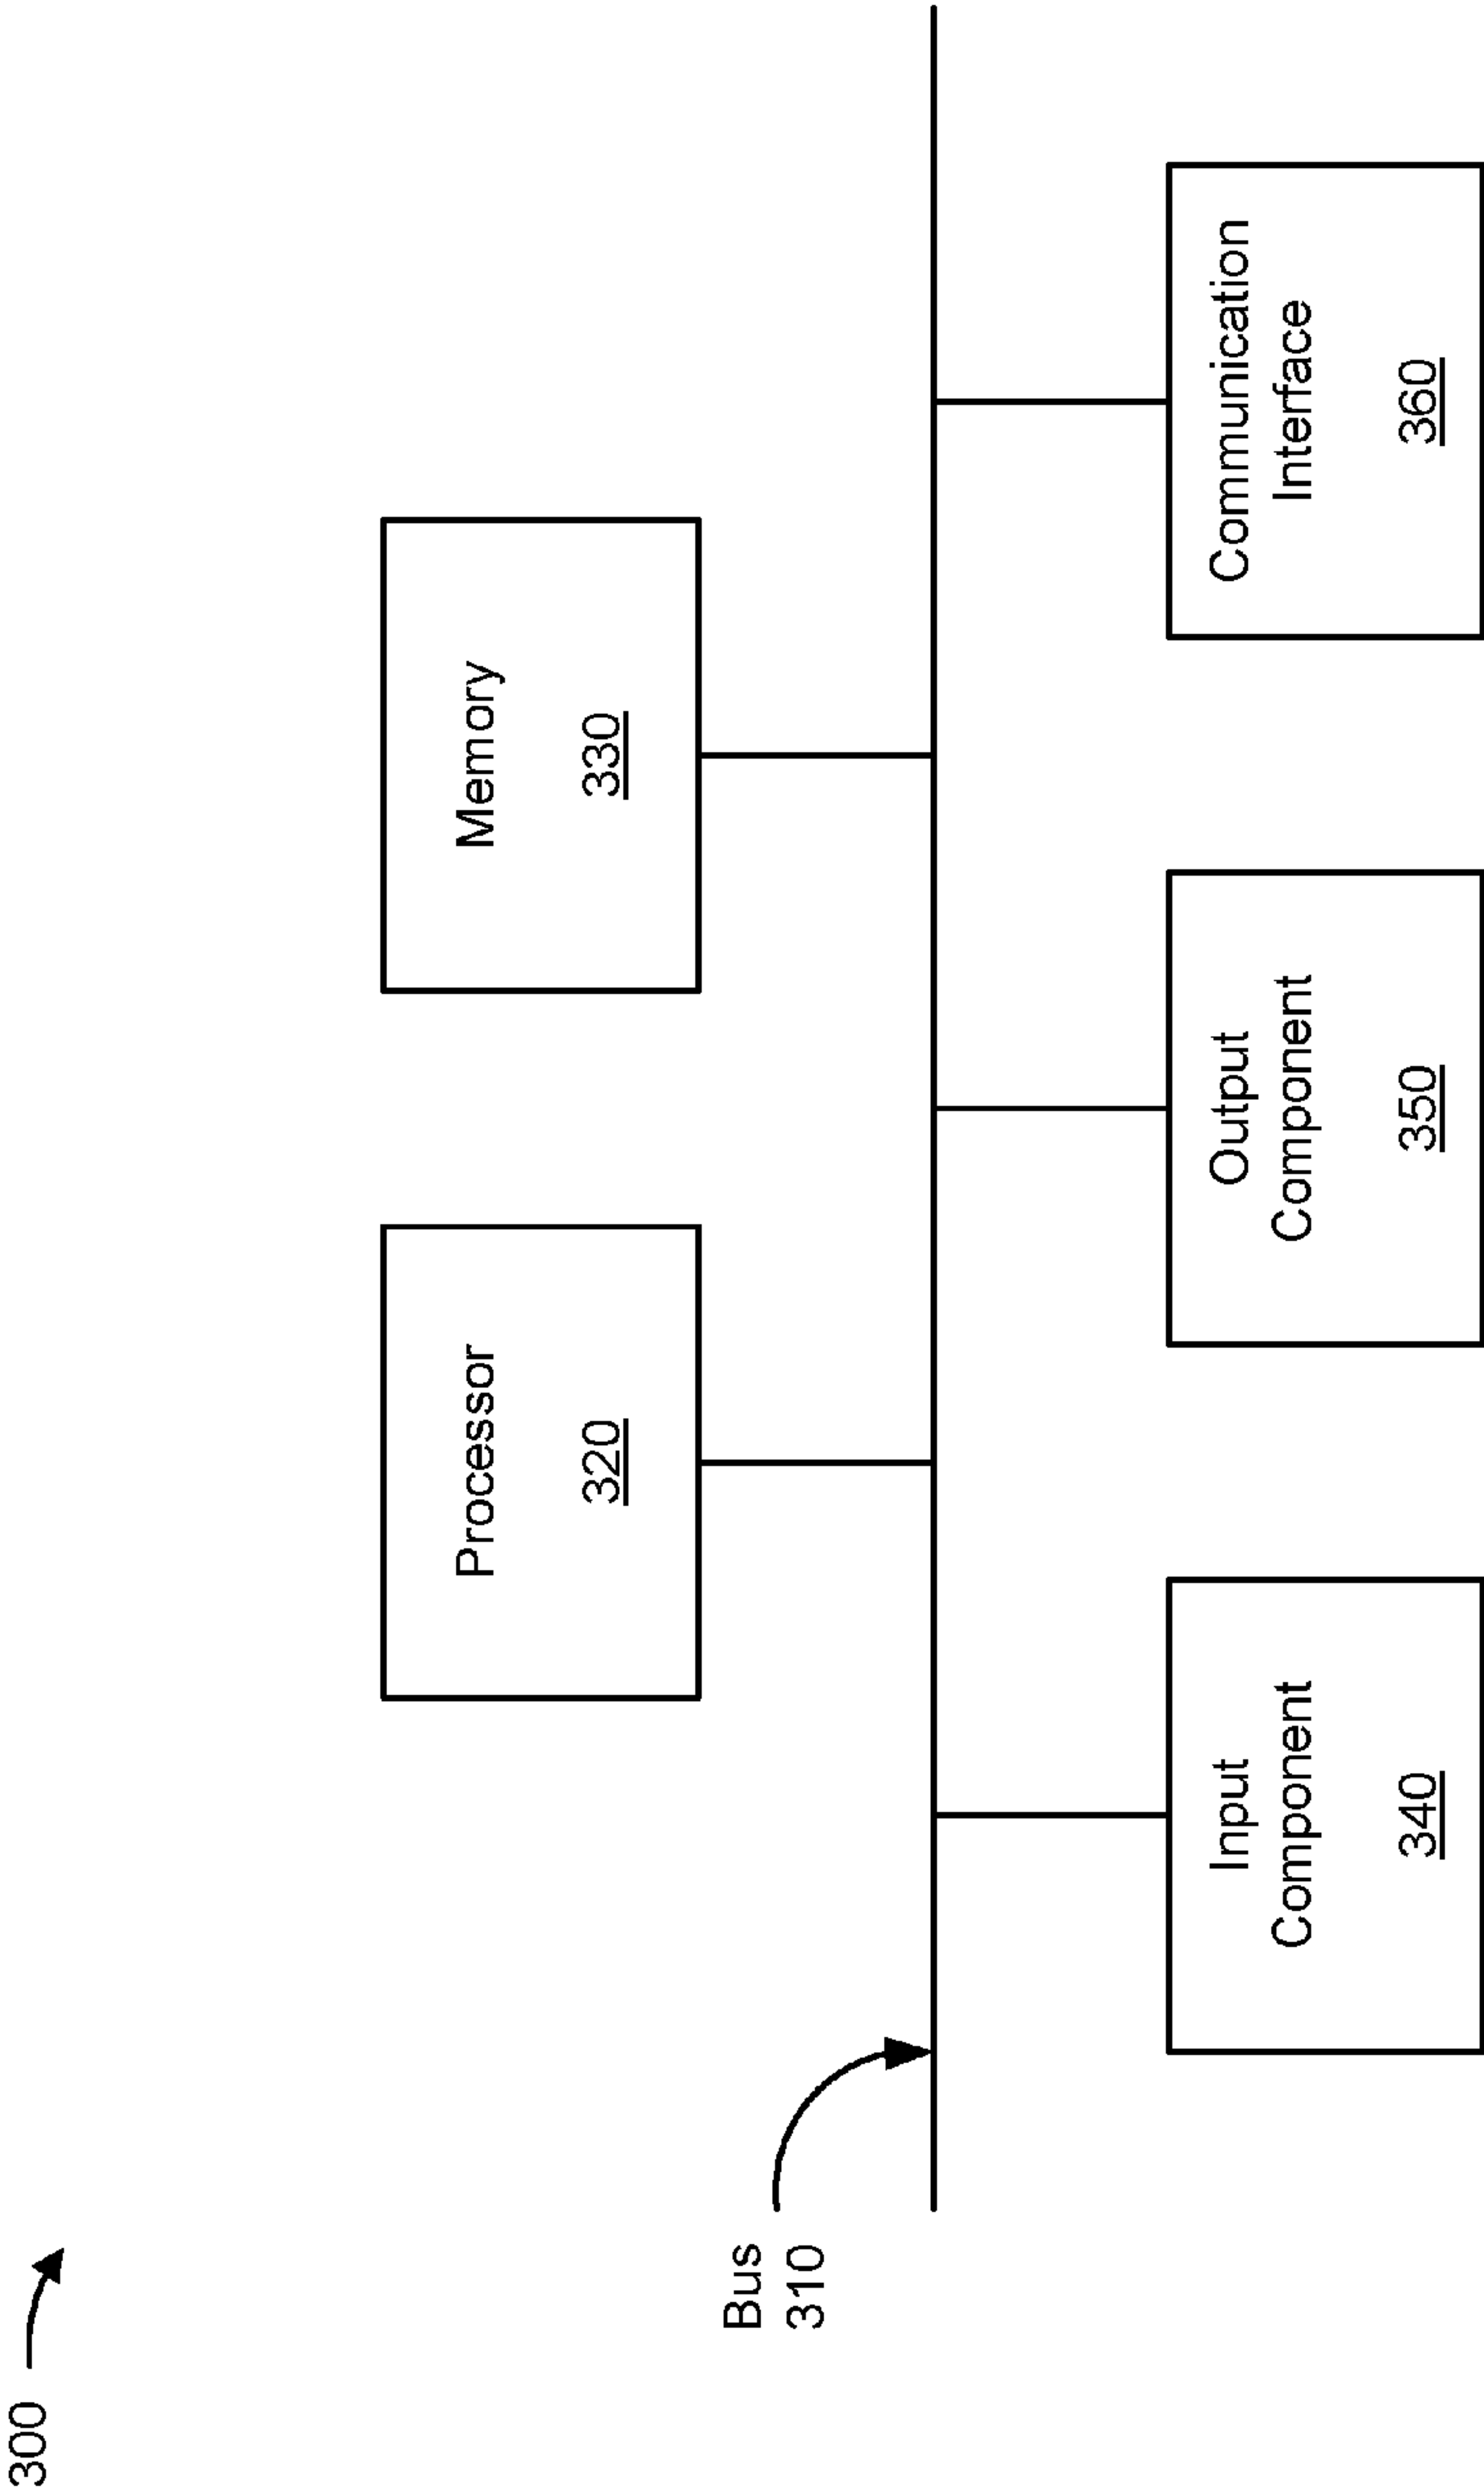 300
Processor
320
Memory
330
Bus
310
Input
Component
340
Output
Component
350
Communication
Interface
360